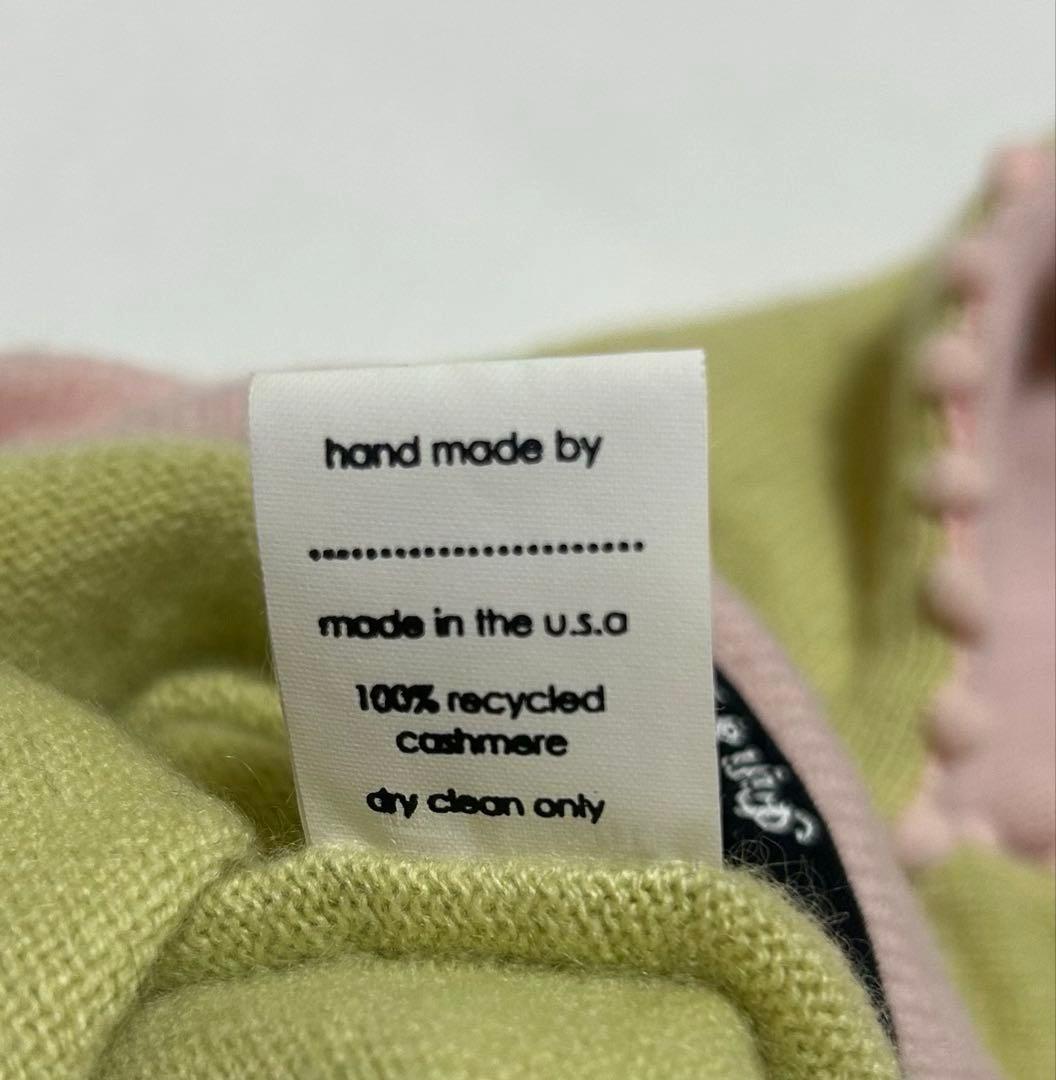 hand made by
.........................
made in the u.s.a
100% recycled
cashmere
dry clean only